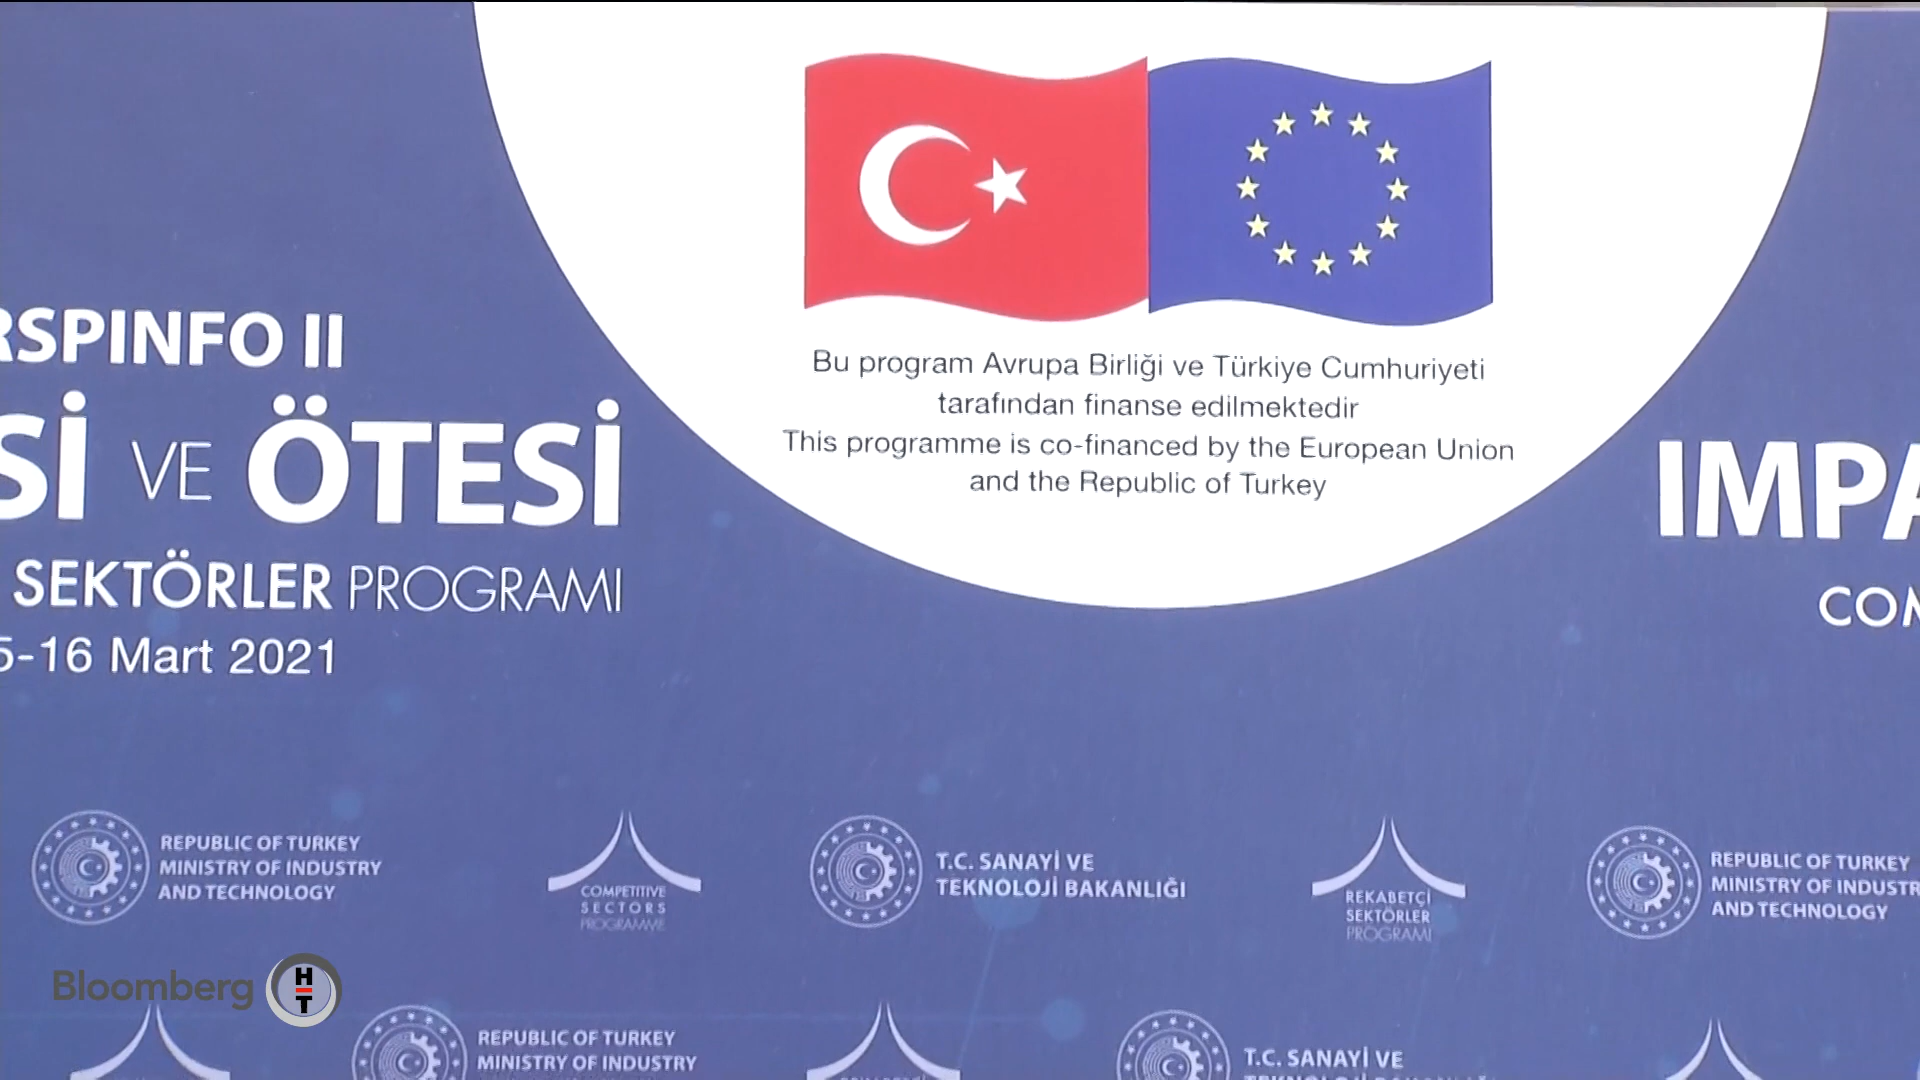 RSPINFO II
Sİ VE ÖTESİ
SEKTÖRLER PROGRAMI
5-16 Mart 2021
Bu program Avrupa Birliği ve Türkiye Cumhuriyeti
tarafından finanse edilmektedir
This programme is co-financed by the European Union
and the Republic of Turkey
IMPA
COM
REPUBLIC OF TURKEY
MINISTRY OF INDUSTRY
AND TECHNOLOGY
COMPETITIVE
SECTORS
PROGRAMME
T.C. SANAYİ VE
TEKNOLOJİ BAKANLIĞI
REKABETÇİ
SEKTÖRLER
PROGRAMI
REPUBLIC OF TURKEY
MINISTRY OF INDUSTR
AND TECHNOLOGY
Bloomberg HT
REPUBLIC OF TURKEY
MINISTRY OF INDUSTRY
T.C. SANAYİ VE